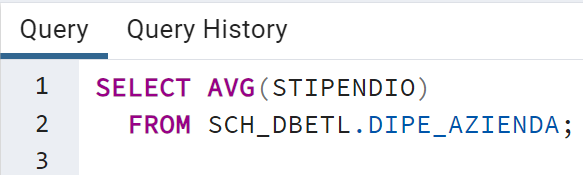 Query Query History
1 SELECT AVG(STIPENDIO)
2 FROM SCH_DBETL.DIPE_AZIENDA;
3